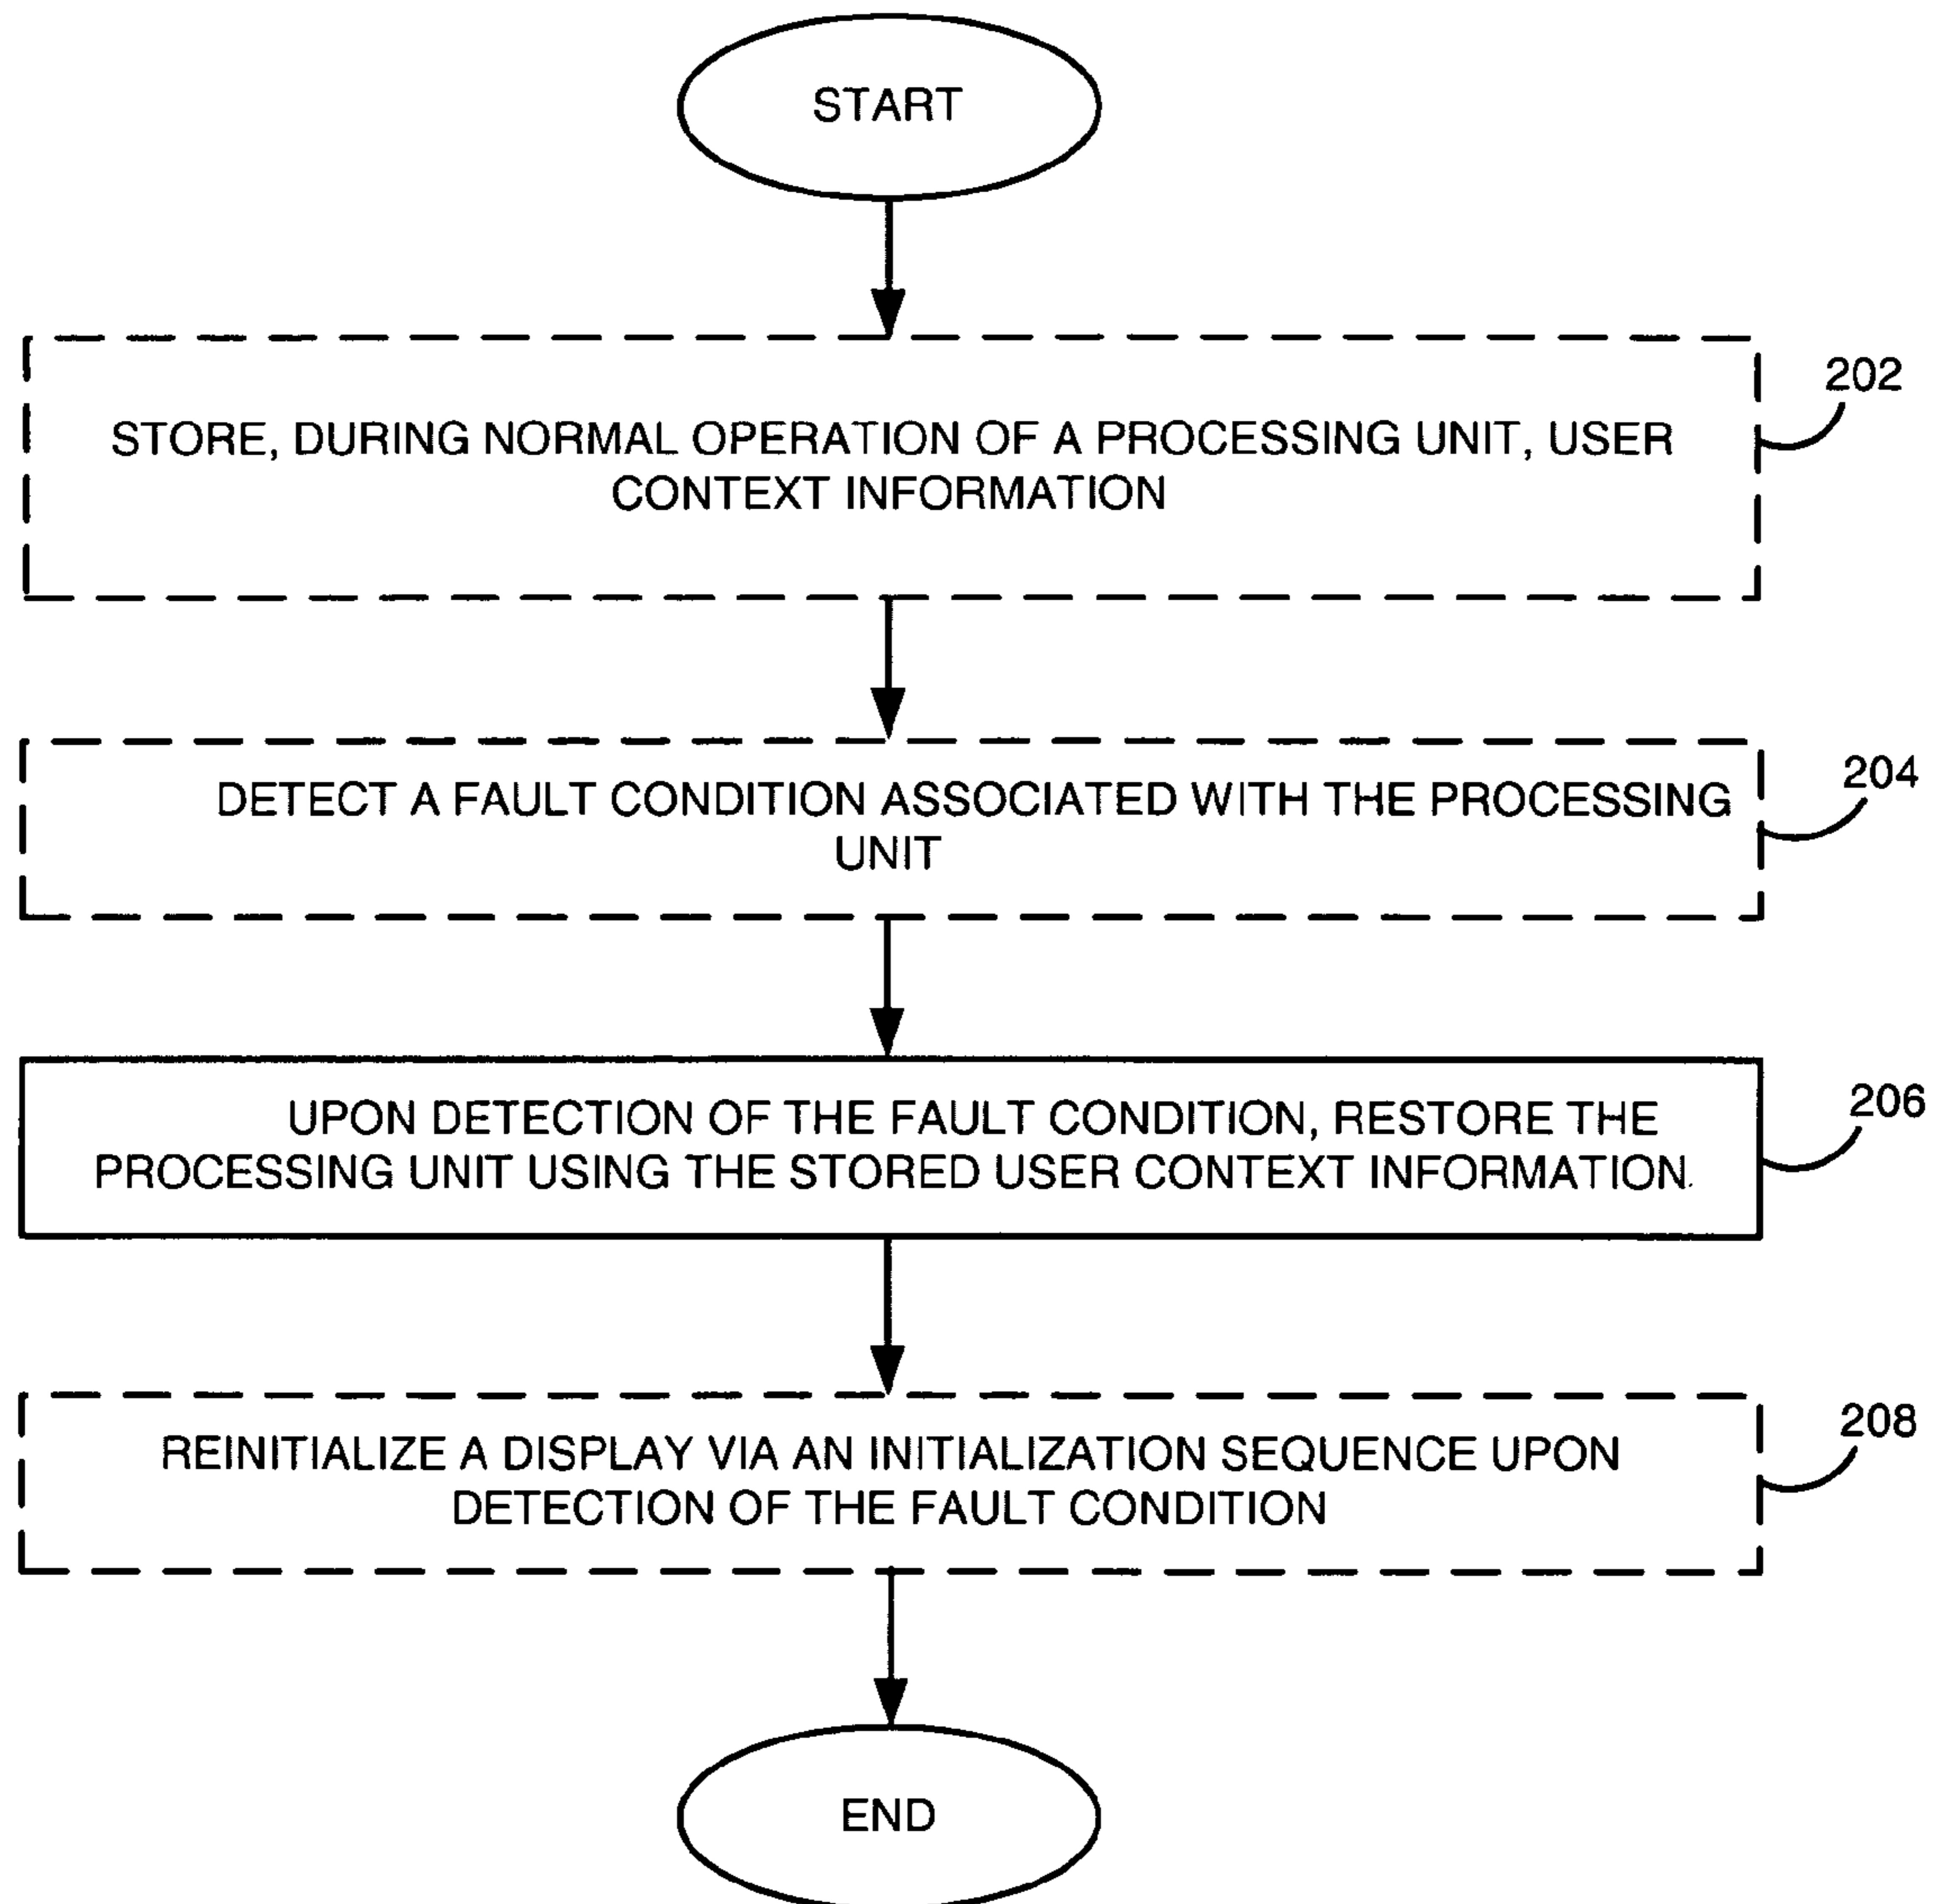 START
202
STORE, DURING NORMAL OPERATION OF A PROCESSING UNIT, USER
CONTEXT INFORMATION
204
DETECT A FAULT CONDITION ASSOCIATED WITH THE PROCESSING
UNIT
206
UPON DETECTION OF THE FAULT CONDITION, RESTORE THE
PROCESSING UNIT USING THE STORED USER CONTEXT INFORMATION.
208
REINITIALIZE A DISPLAY VIA AN INITIALIZATION SEQUENCE UPON
DETECTION OF THE FAULT CONDITION
END